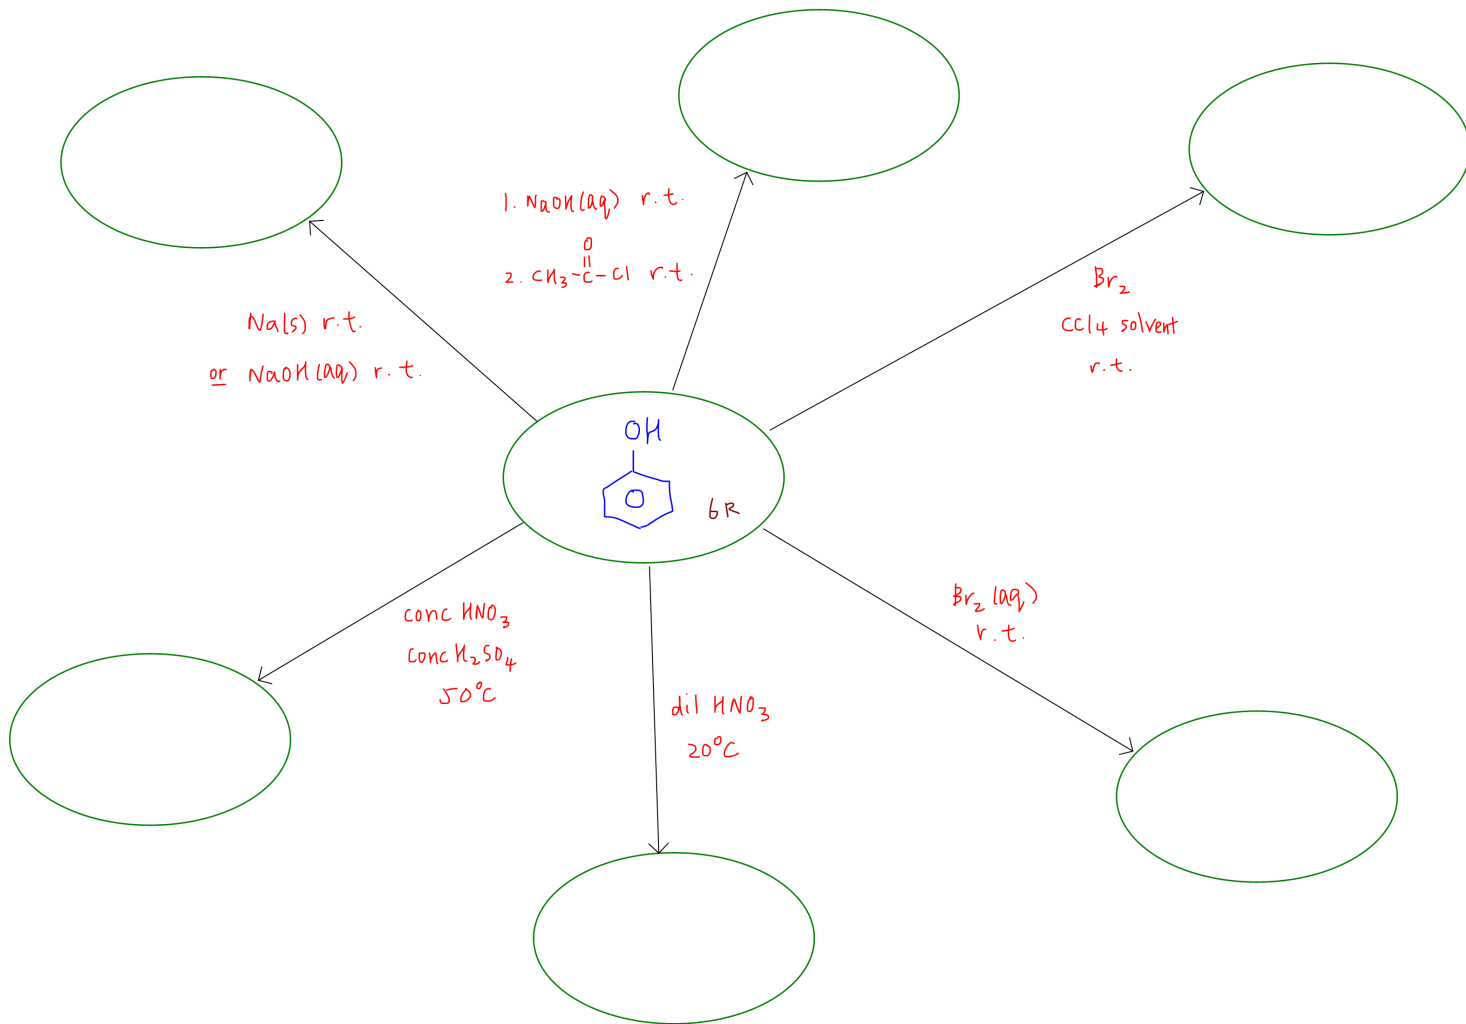 1. NaOH(aq) r.t.
O
2. CH₃-C-Cl r.t.
Br₂
CCl₄ solvent
r.t.
Na(s) r.t.
or NaOH(aq) r.t.
OH
6R
conc HNO₃
conc H₂SO₄
50°C
dil HNO₃
20°C
Br₂(aq)
r.t.